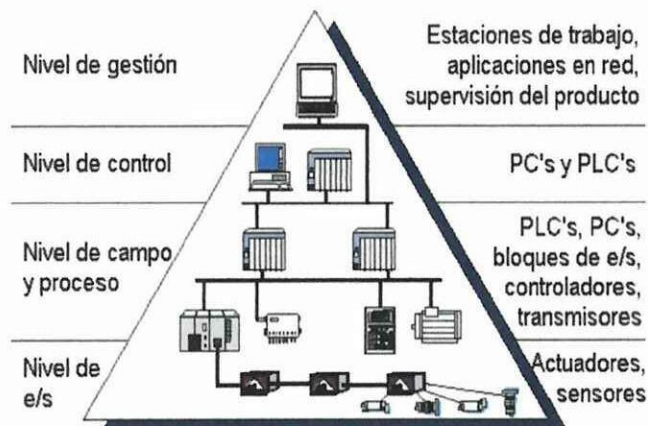 Nivel de gestión
Estaciones de trabajo,
aplicaciones en red,
supervisión del producto
Nivel de control
PC's y PLC's
Nivel de campo
y proceso
PLC's, PC's,
bloques de e/s,
controladores,
transmisores
Nivel de
e/s
Actuadores,
sensores